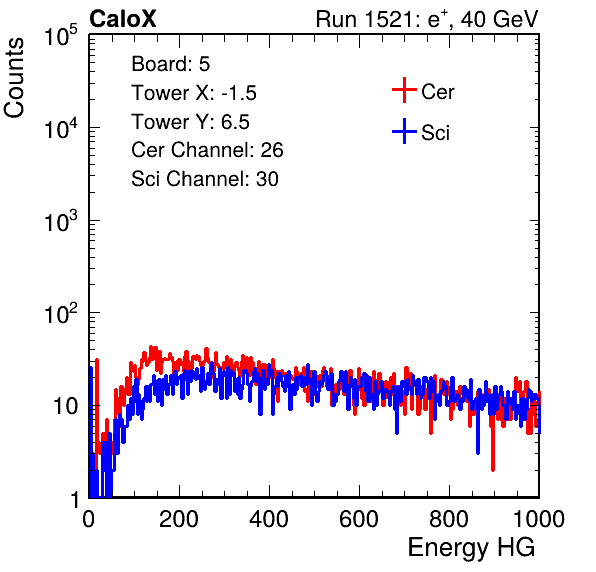 CaloX Run 1521: e⁺, 40 GeV
Counts
10⁵
10⁴
10³
10²
10
1
Board: 5
Tower X: -1.5
Tower Y: 6.5
Cer Channel: 26
Sci Channel: 30
Cer
Sci
0 200 400 600 800 1000
Energy HG